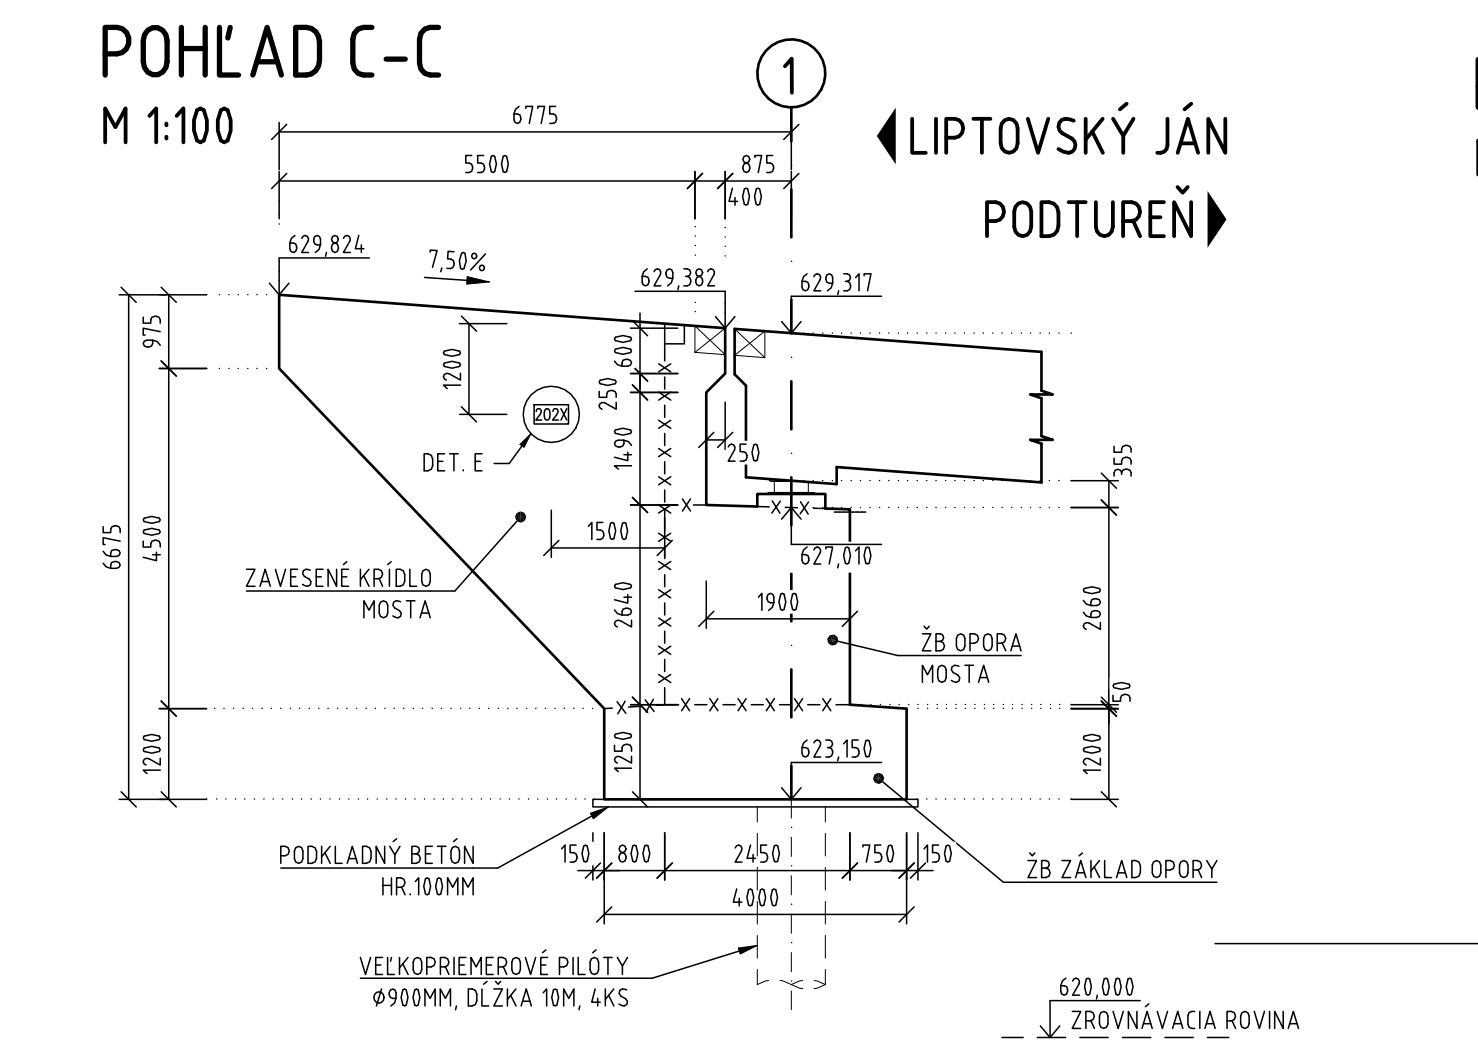 POHĽAD C-C
M 1:100
1
LIPTOVSKÝ JÁN
PODTUREŇ
6775
5500
875
400
629,824
7,50%
629,382
629,317
975
1200
600
250
202X
DET. E
1490
250
355
6675
4500
1500
627,010
ZAVESENÉ KRÍDLO
MOSTA
2640
1900
2660
ŽB OPORA
MOSTA
50
1200
1250
623,150
1200
PODKLADNÝ BETÓN
HR.100MM
150
800
2450
750
150
ŽB ZÁKLAD OPORY
4000
VEĽKOPRIEMEROVÉ PILÓTY
Ø900MM, DĹŽKA 10M, 4KS
620,000
ZROVNÁVACIA ROVINA